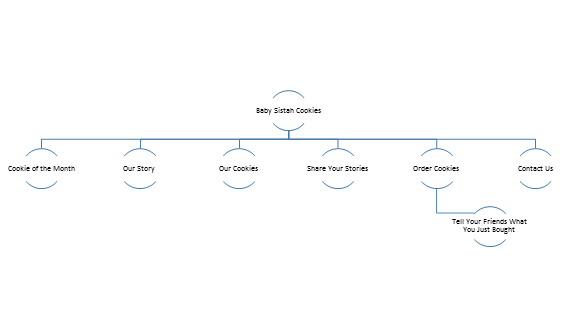 Baby Sistah Cookies
Cookie of the Month
Our Story
Our Cookies
Share Your Stories
Order Cookies
Contact Us
Tell Your Friends What
You Just Bought